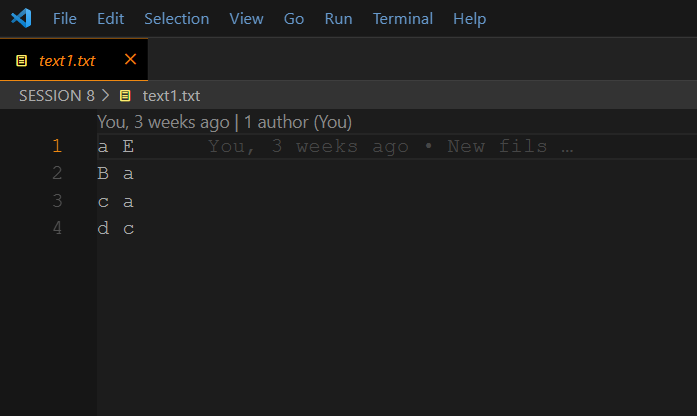 File Edit Selection View Go Run Terminal Help
text1.txt
SESSION 8 > text1.txt
You, 3 weeks ago | 1 author (You)
1 a E You, 3 weeks ago • New fils …
2 B a
3 c a
4 d c